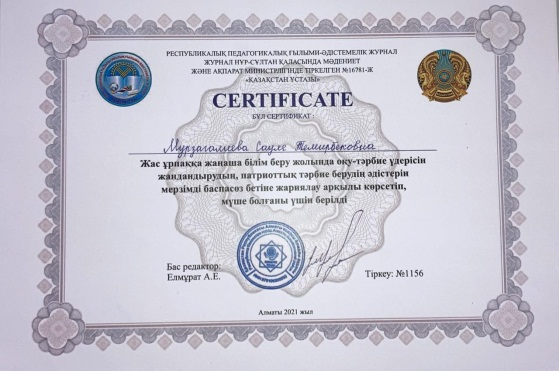 РЕСПУБЛИКАЛЫҚ ПЕДАГОГИКАЛЫҚ ҒЫЛЫМИ-ӘДІСТЕМЕЛІК ЖУРНАЛ
ЖУРНАЛ НҰР-СҰЛТАН ҚАЛАСЫНДА МӘДЕНИЕТ
ЖӘНЕ АҚПАРАТ МИНИСТРЛІГІНДЕ ТІРКЕЛГЕН №16781-Ж
«ҚАЗАҚСТАН ҰСТАЗЫ»
CERTIFICATE
БҰЛ СЕРТИФИКАТ
Мурзагалиева Сауле Темирбековна
Жас ұрпаққа жаңаша білім беру жолында оқу-тәрбие үдерісін
жандандырудың, патриоттық тәрбие берудің әдістерін
мерзімді баспасөз бетіне жариялау арқылы көрсетіп,
мүше болғаны үшін берілді
Бас редактор:
Елмұрат А.Е.
Тіркеу: №1156
Алматы 2021 жыл